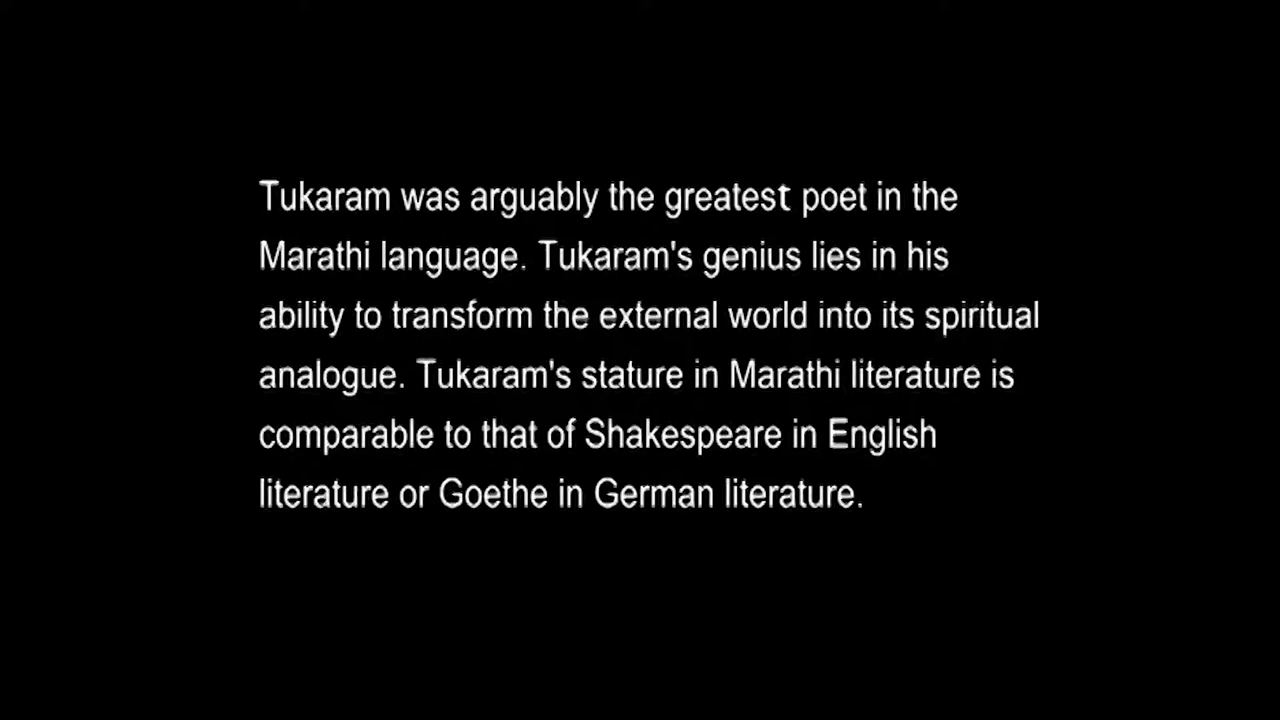 Tukaram was arguably the greatest poet in the
Marathi language. Tukaram's genius lies in his
ability to transform the external world into its spiritual
analogue. Tukaram's stature in Marathi literature is
comparable to that of Shakespeare in English
literature or Goethe in German literature.